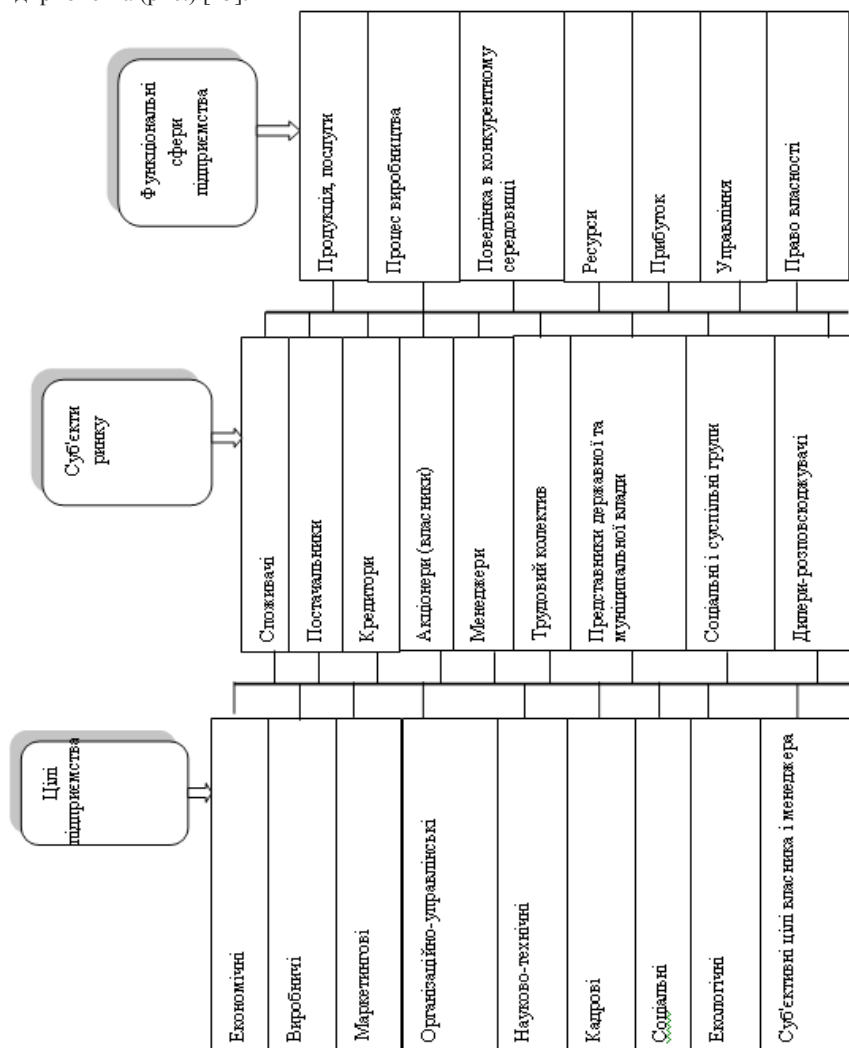 Функціональні
сфери
підприємства
Продукція, послуги
Процес виробництва
Поведінка в конкурентному
середовищі
Ресурси
Прибуток
Управління
Право власності
Суб'єкти
ринку
Споживачі
Постачальники
Кредитори
Акціонери (власники)
Менеджери
Трудовий колектив
Представники державної та
муніципальної влади
Соціальні і суспільні групи
Дилери-розповсюджувачі
Цілі
підприємства
Економічні
Виробничі
Маркетингові
Організаційно-управлінські
Науково-технічні
Кадрові
Соціальні
Екологічні
Суб'єктивні цілі власника і менеджера